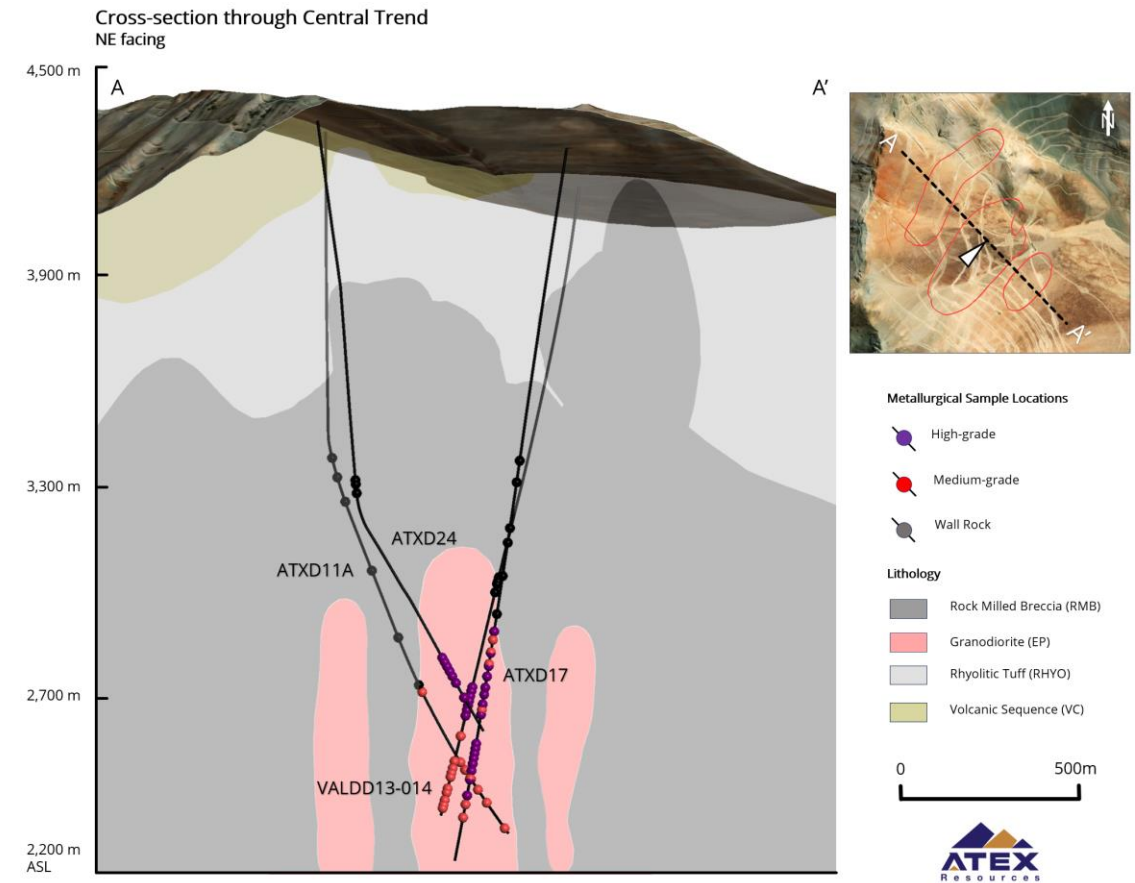 Cross-section through Central Trend
NE facing
4,500 m
A
A'
3,900 m
3,300 m
2,700 m
2,200 m
ASL
ATXD24
ATXD11A
ATXD17
VALDD13-014
N
A
A'
Metallurgical Sample Locations
High-grade
Medium-grade
Wall Rock
Lithology
Rock Milled Breccia (RMB)
Granodiorite (EP)
Rhyolitic Tuff (RHYO)
Volcanic Sequence (VC)
0 500m
ATEX
Resources